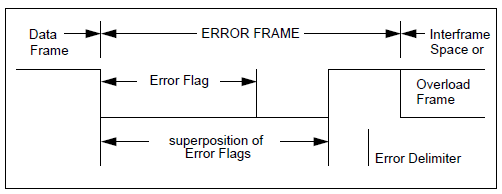 Data
Frame
ERROR FRAME
Interframe
Space or
Error Flag
Overload
Frame
superposition of
Error Flags
Error Delimiter